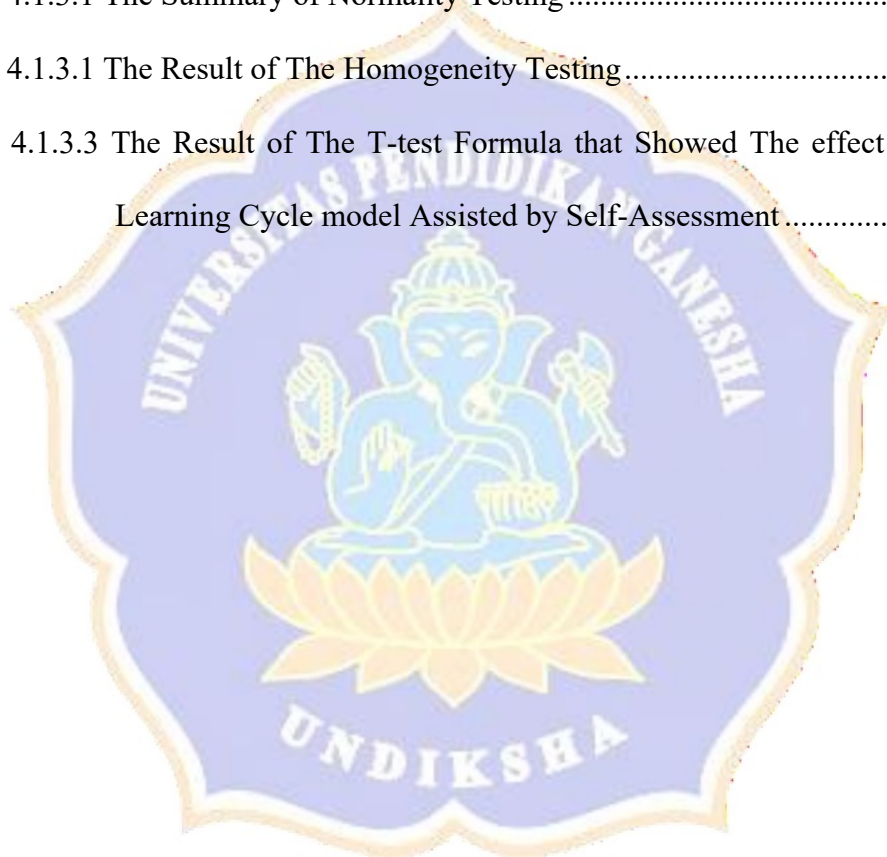 4.1.3.1 The Summary of Normality Testing........................................
4.1.3.1 The Result of The Homogeneity Testing.................................
4.1.3.3 The Result of The T-test Formula that Showed The effect
Learning Cycle model Assisted by Self-Assessment.............
UNIVERSITAS PENDIDIKAN GANESHA
UNDIKSHA